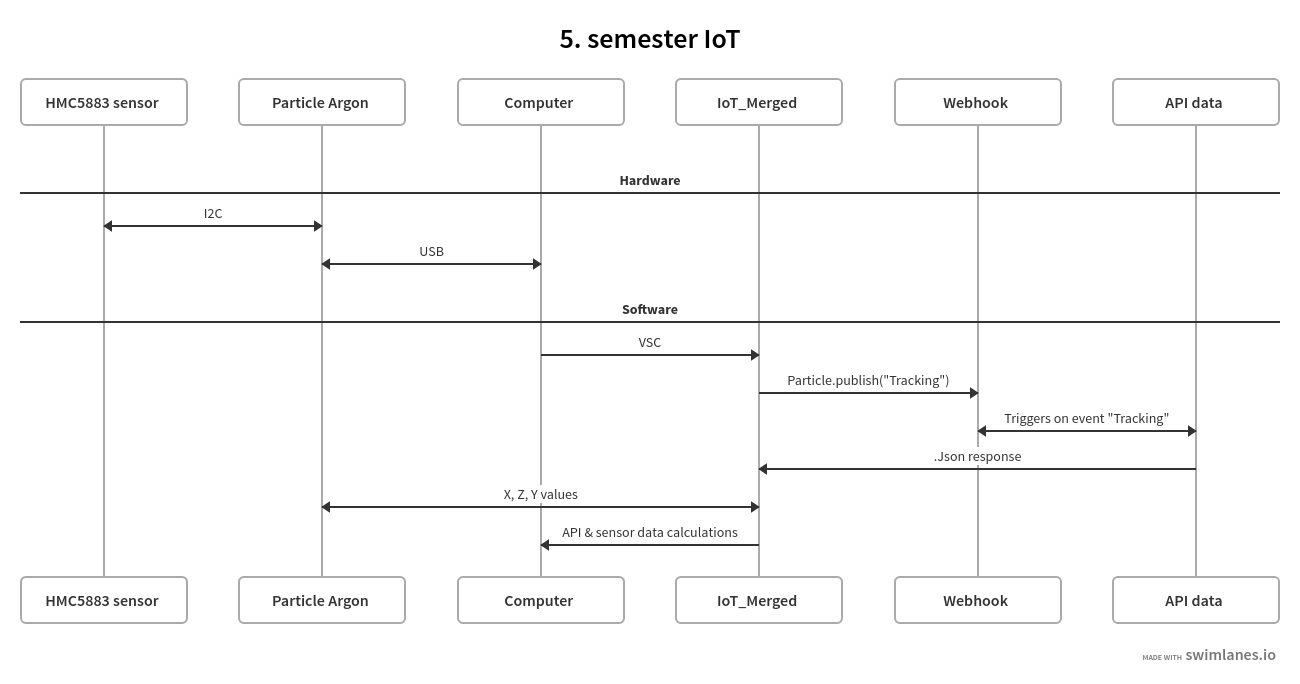 5. semester IoT
HMC5883 sensor
Particle Argon
Computer
IoT_Merged
Webhook
API data
Hardware
I2C
USB
Software
VSC
Particle.publish("Tracking")
Triggers on event "Tracking"
.Json response
X, Z, Y values
API & sensor data calculations
HMC5883 sensor
Particle Argon
Computer
IoT_Merged
Webhook
API data
MADE WITH swimlanes.io